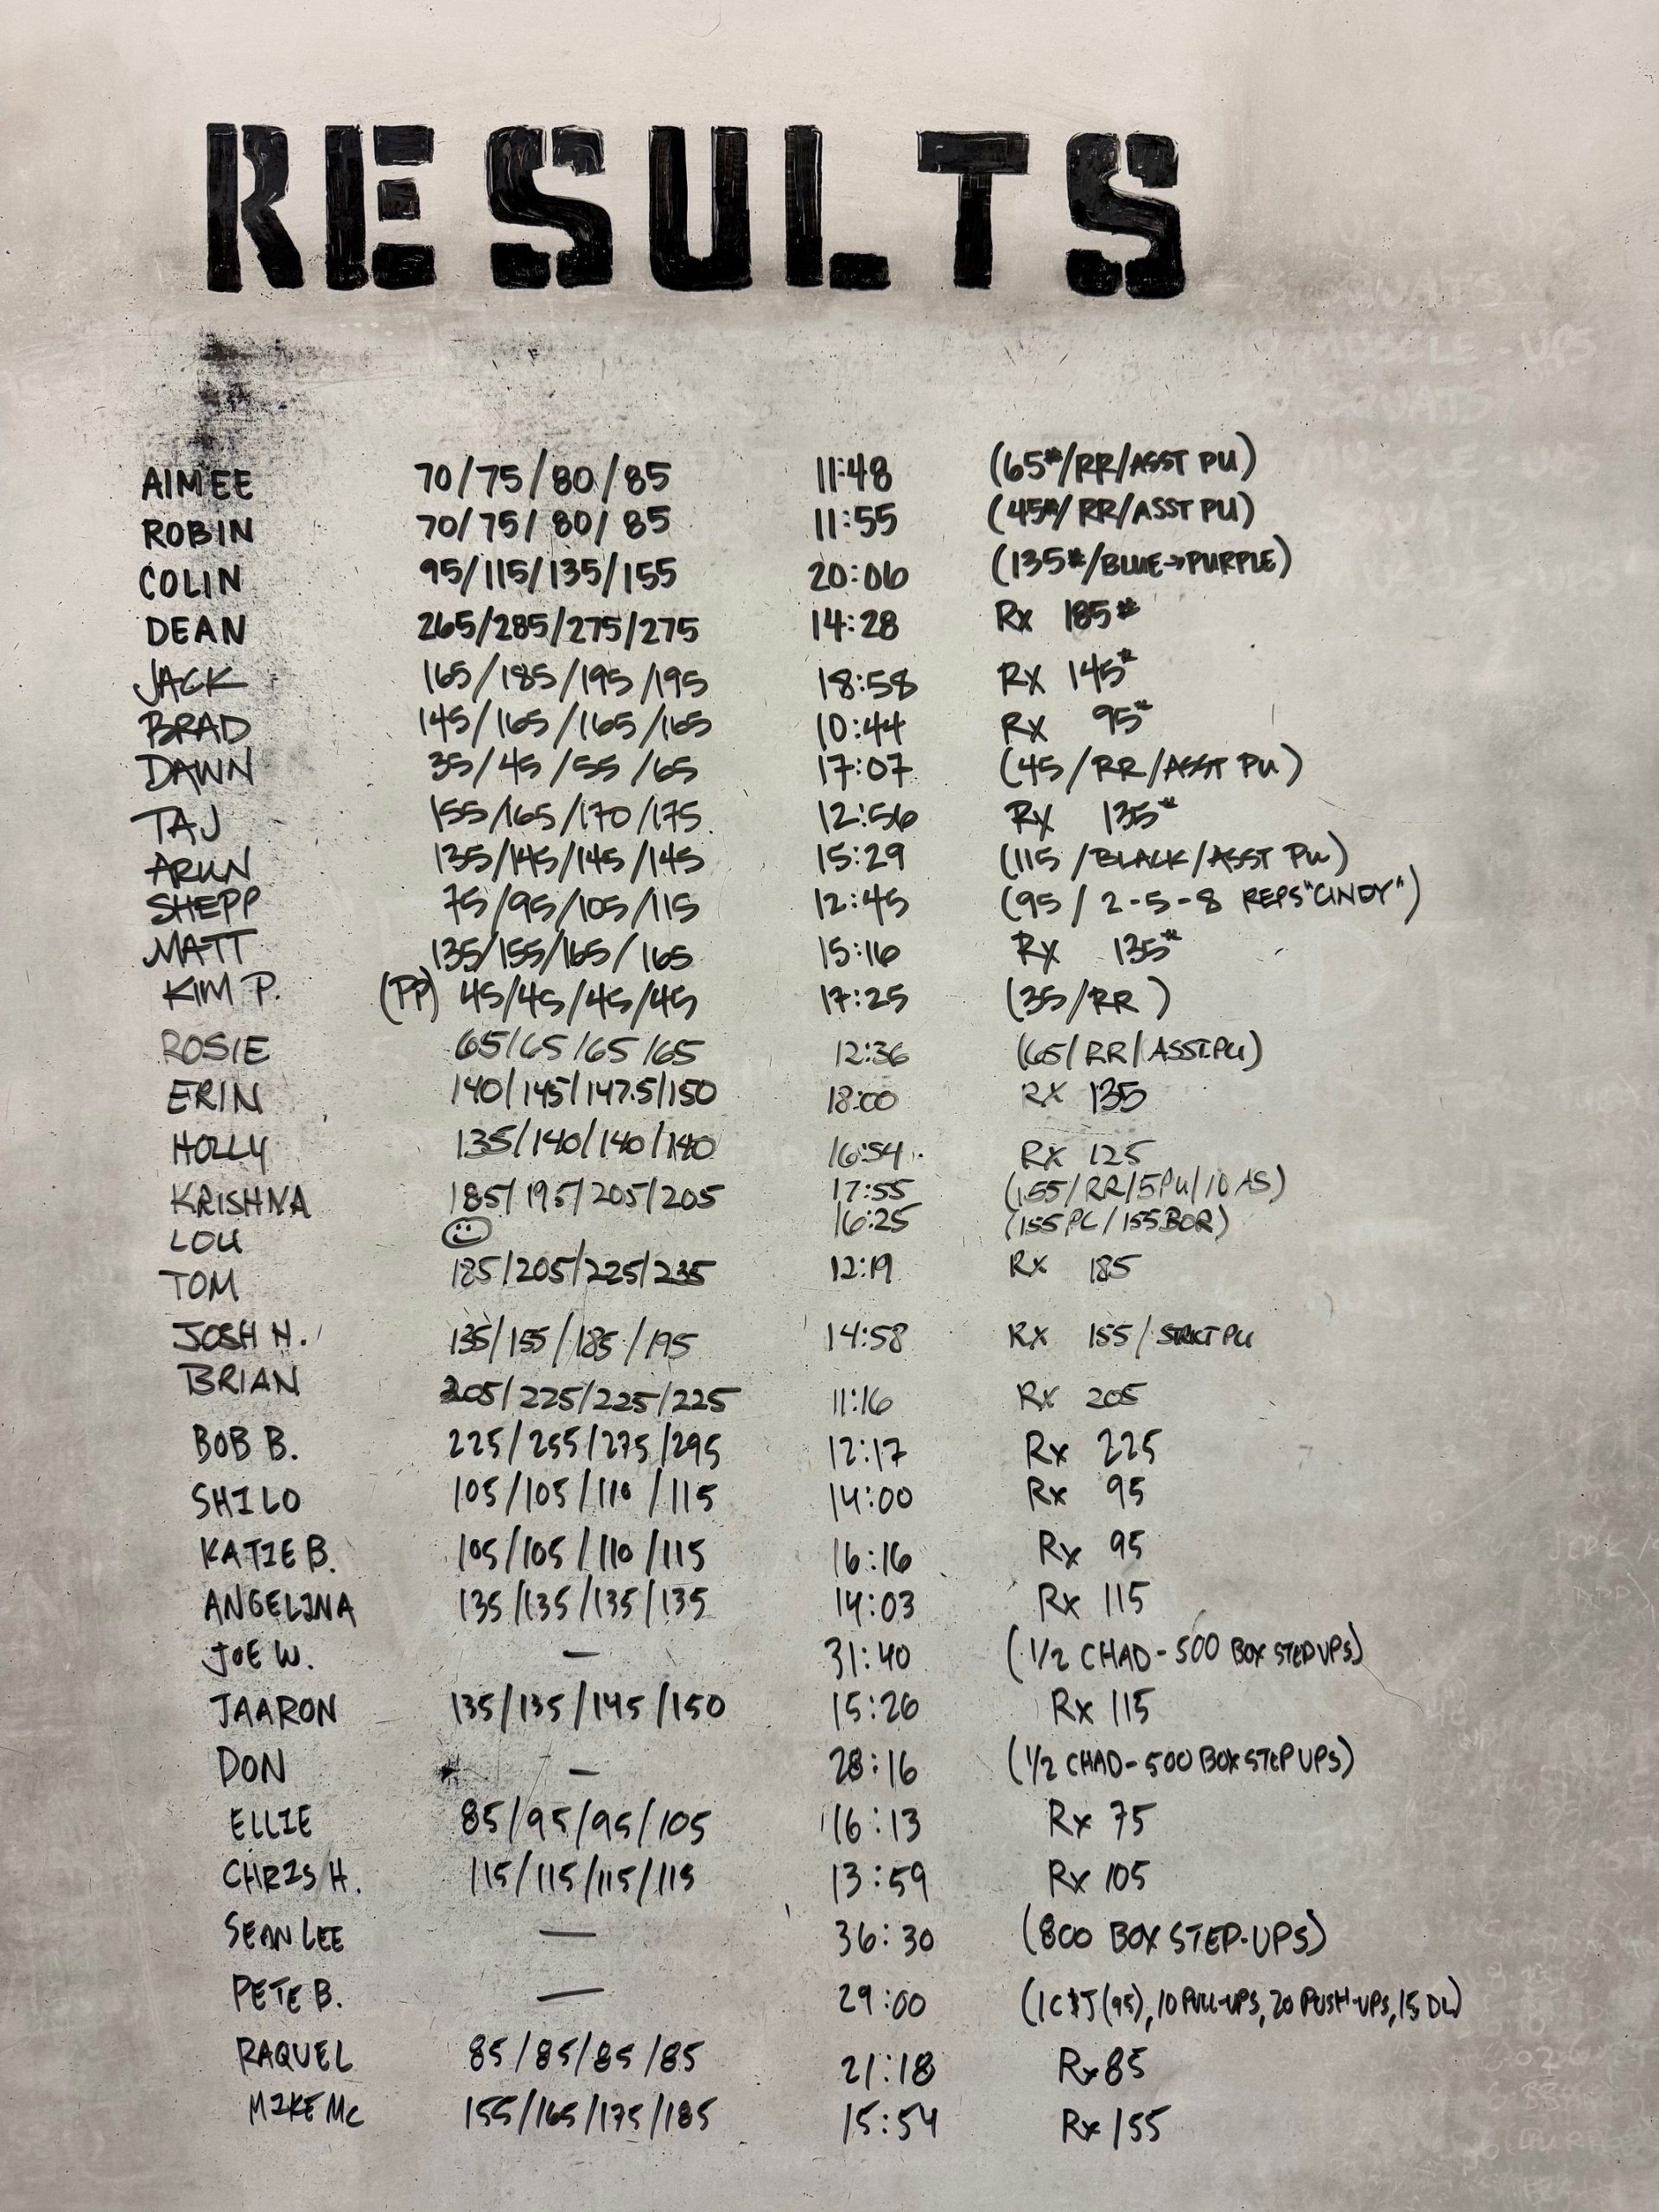 RESULTS
AIMEE 70/75/80/85 11:48 (65#/RR/ASST PU)
ROBIN 70/75/80/85 11:55 (45#/RR/ASST PU)
COLIN 95/115/135/155 20:06 (135#/BLUE→PURPLE)
DEAN 265/285/275/275 14:28 Rx 185#
JACK 165/185/195/195 18:58 Rx 145#
BRAD 145/165/165/165 10:44 Rx 95#
DAWN 35/45/55/65 17:07 (45/RR/ASST PU)
TAJ 155/165/170/175 12:56 Rx 135#
ARUN 135/145/145/145 15:29 (115/BLACK/ASST PU)
SHEPP 75/95/105/115 12:45 (95/2-5-8 REPS "CINDY")
MATT 135/155/165/165 15:16 Rx 135#
KIM P. (PP) 45/45/45/45 17:25 (35/RR)
ROSIE 65/65/65/65 12:36 (65/RR/ASST.PU)
ERIN 140/145/147.5/150 18:00 RX 135
HOLLY 135/140/140/140 16:54 RX 125
KRISHNA 185/195/205/205 17:55 (155/RR/5PU/10 AS)
LOU ☺ 16:25 (155 PC/155 BOR)
TOM 185/205/225/235 12:19 RX 185
JOSH H. 135/155/185/195 14:58 RX 155/STRICT PU
BRIAN 205/225/225/225 11:16 RX 205
BOB B. 225/255/275/295 12:17 Rx 225
SHILO 105/105/110/115 14:00 Rx 95
KATIE B. 105/105/110/115 16:16 Rx 95
ANGELINA 135/135/135/135 14:03 Rx 115
JOE W. — 31:40 (1/2 CHAD-500 BOX STEP UPS)
JAARON 135/135/145/150 15:26 Rx 115
DON — 28:16 (1/2 CHAD-500 BOX STEP UPS)
ELLIE 85/95/95/105 16:13 Rx 75
CHRIS H. 115/115/115/115 13:59 Rx 105
SEAN LEE — 36:30 (800 BOX STEP-UPS)
PETE B. — 29:00 (1C&J(95), 10 PULL-UPS, 20 PUSH-UPS, 15 DL)
RAQUEL 85/85/85/85 21:18 Rx 85
MIKE MC 155/165/175/185 15:54 Rx 155